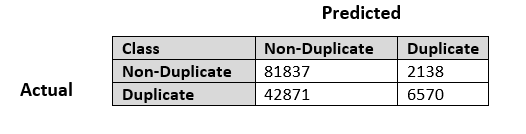 Predicted
Class Non-Duplicate Duplicate
Non-Duplicate 81837 2138
Actual
Duplicate 42871 6570